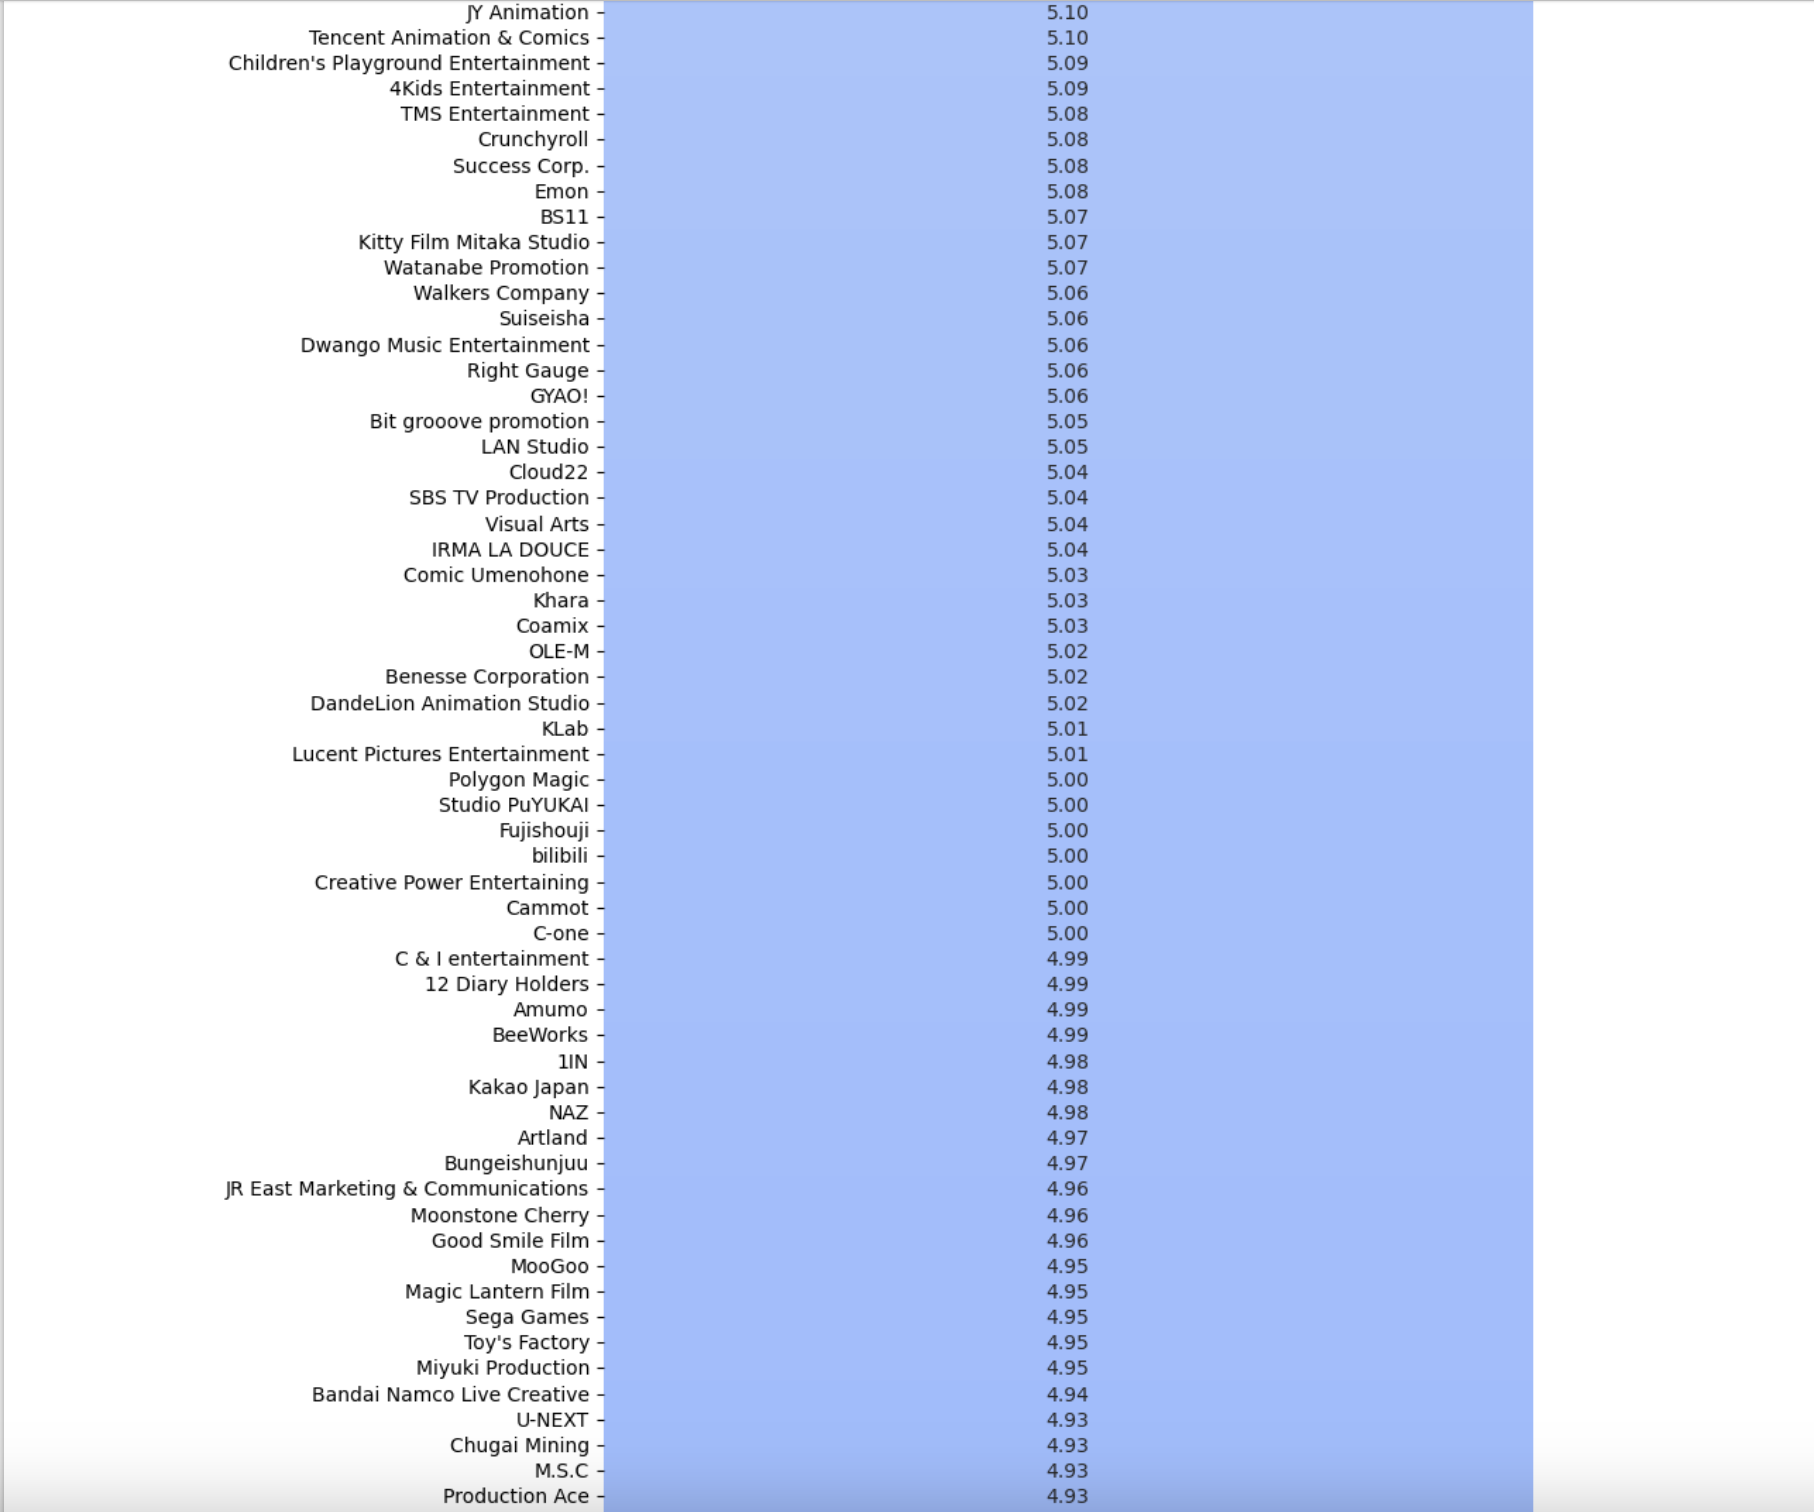 JY Animation 5.10
Tencent Animation & Comics 5.10
Children's Playground Entertainment 5.09
4Kids Entertainment 5.09
TMS Entertainment 5.08
Crunchyroll 5.08
Success Corp. 5.08
Emon 5.08
BS11 5.07
Kitty Film Mitaka Studio 5.07
Watanabe Promotion 5.07
Walkers Company 5.06
Suiseisha 5.06
Dwango Music Entertainment 5.06
Right Gauge 5.06
GYAO! 5.06
Bit grooove promotion 5.05
LAN Studio 5.05
Cloud22 5.04
SBS TV Production 5.04
Visual Arts 5.04
IRMA LA DOUCE 5.04
Comic Umenohone 5.03
Khara 5.03
Coamix 5.03
OLE-M 5.02
Benesse Corporation 5.02
DandeLion Animation Studio 5.02
KLab 5.01
Lucent Pictures Entertainment 5.01
Polygon Magic 5.00
Studio PuYUKAI 5.00
Fujishouji 5.00
bilibili 5.00
Creative Power Entertaining 5.00
Cammot 5.00
C-one 5.00
C & I entertainment 4.99
12 Diary Holders 4.99
Amumo 4.99
BeeWorks 4.99
1IN 4.98
Kakao Japan 4.98
NAZ 4.98
Artland 4.97
Bungeishunjuu 4.97
JR East Marketing & Communications 4.96
Moonstone Cherry 4.96
Good Smile Film 4.96
MooGoo 4.95
Magic Lantern Film 4.95
Sega Games 4.95
Toy's Factory 4.95
Miyuki Production 4.95
Bandai Namco Live Creative 4.94
U-NEXT 4.93
Chugai Mining 4.93
M.S.C 4.93
Production Ace 4.93